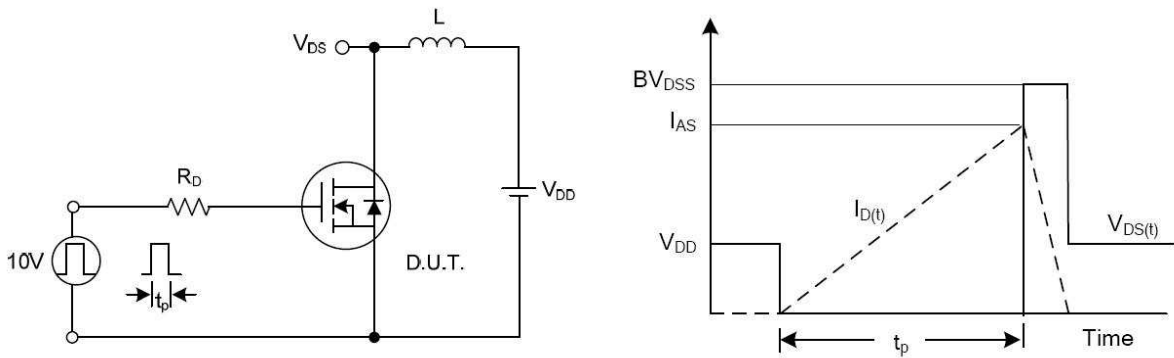 L
V_DS
R_D
V_DD
10V
t_p
D.U.T.
BV_DSS
I_AS
I_D(t)
V_DD
V_DS(t)
t_p
Time